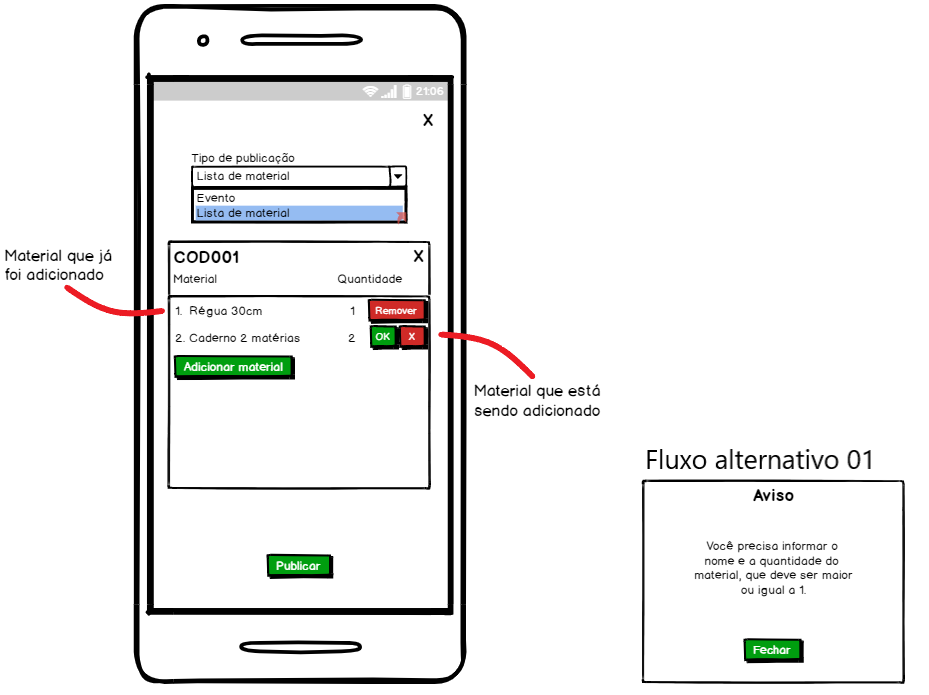 21:06
X
Tipo de publicação
Lista de material
Evento
Lista de material
COD001 X
Material Quantidade
1. Régua 30cm 1 Remover
2. Caderno 2 matérias 2 OK X
Adicionar material
Publicar
Material que já
foi adicionado
Material que está
sendo adicionado
Fluxo alternativo 01
Aviso
Você precisa informar o
nome e a quantidade do
material, que deve ser maior
ou igual a 1.
Fechar